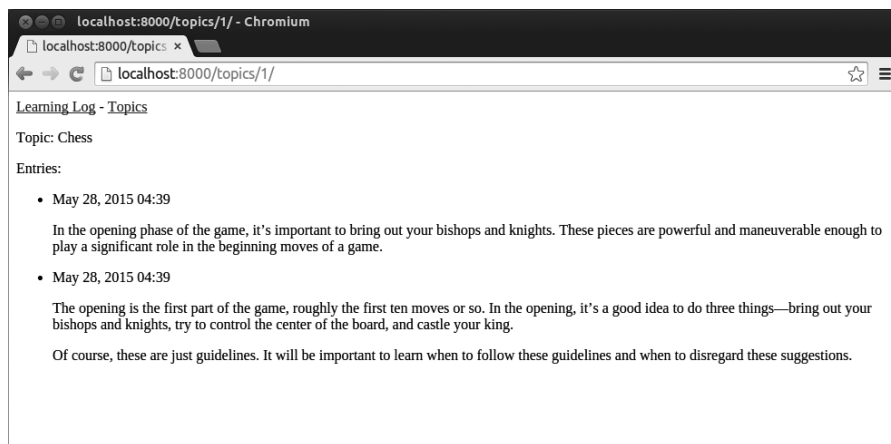 localhost:8000/topics/1/ - Chromium
localhost:8000/topics
localhost:8000/topics/1/
Learning Log - Topics
Topic: Chess
Entries:
May 28, 2015 04:39
In the opening phase of the game, it’s important to bring out your bishops and knights. These pieces are powerful and maneuverable enough to
play a significant role in the beginning moves of a game.
May 28, 2015 04:39
The opening is the first part of the game, roughly the first ten moves or so. In the opening, it’s a good idea to do three things—bring out your
bishops and knights, try to control the center of the board, and castle your king.
Of course, these are just guidelines. It will be important to learn when to follow these guidelines and when to disregard these suggestions.